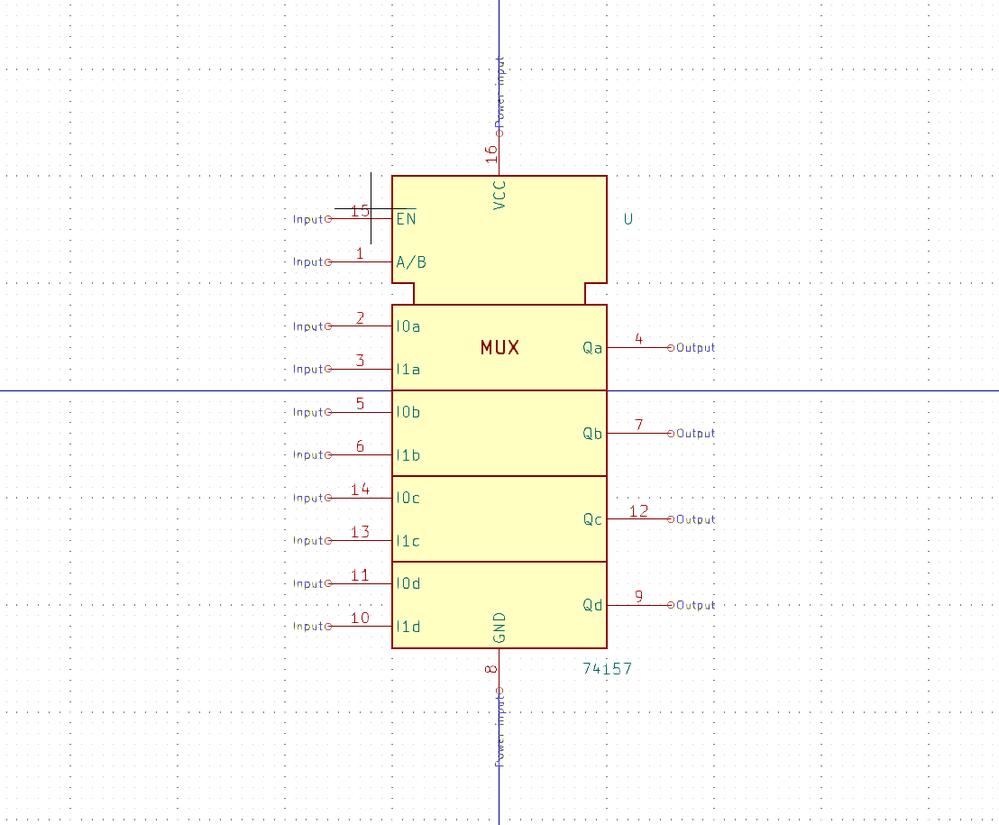 Power input
16
VCC
Input 15 EN
U
Input 1 A/B
Input 2 I0a
MUX
Qa 4 Output
Input 3 I1a
Input 5 I0b
Qb 7 Output
Input 6 I1b
Input 14 I0c
Qc 12 Output
Input 13 I1c
Input 11 I0d
Qd 9 Output
Input 10 I1d
GND
8
74157
Power input